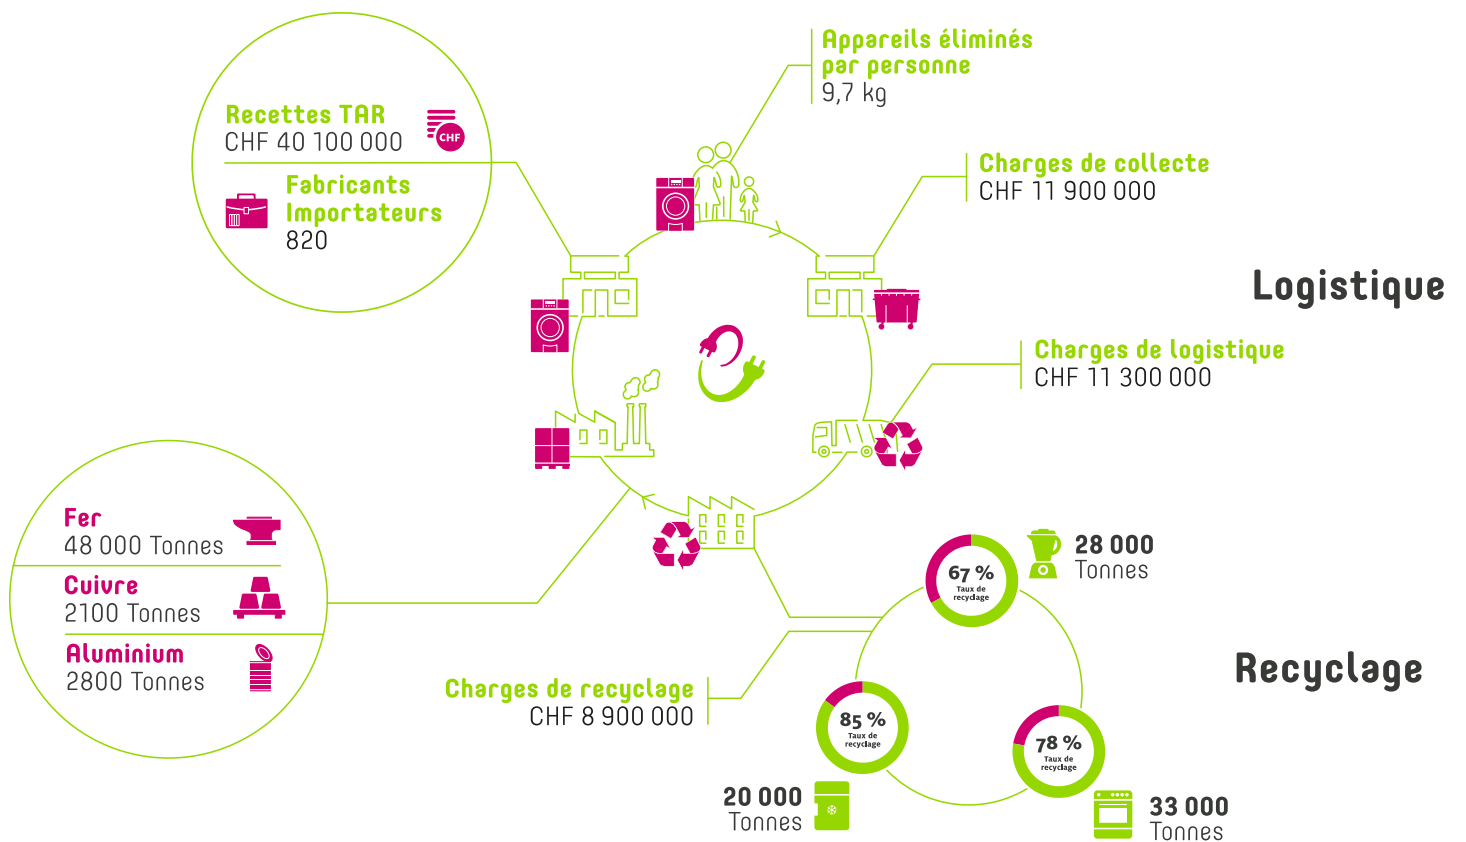 Appareils éliminés
par personne
9,7 kg
Recettes TAR
CHF 40 100 000
CHF
Fabricants
Importateurs
820
Charges de collecte
CHF 11 900 000
Logistique
Charges de logistique
CHF 11 300 000
Fer
48 000 Tonnes
Cuivre
2100 Tonnes
Aluminium
2800 Tonnes
67 %
Taux de
recyclage
28 000
Tonnes
Recyclage
Charges de recyclage
CHF 8 900 000
85 %
Taux de
recyclage
78 %
Taux de
recyclage
20 000
Tonnes
33 000
Tonnes